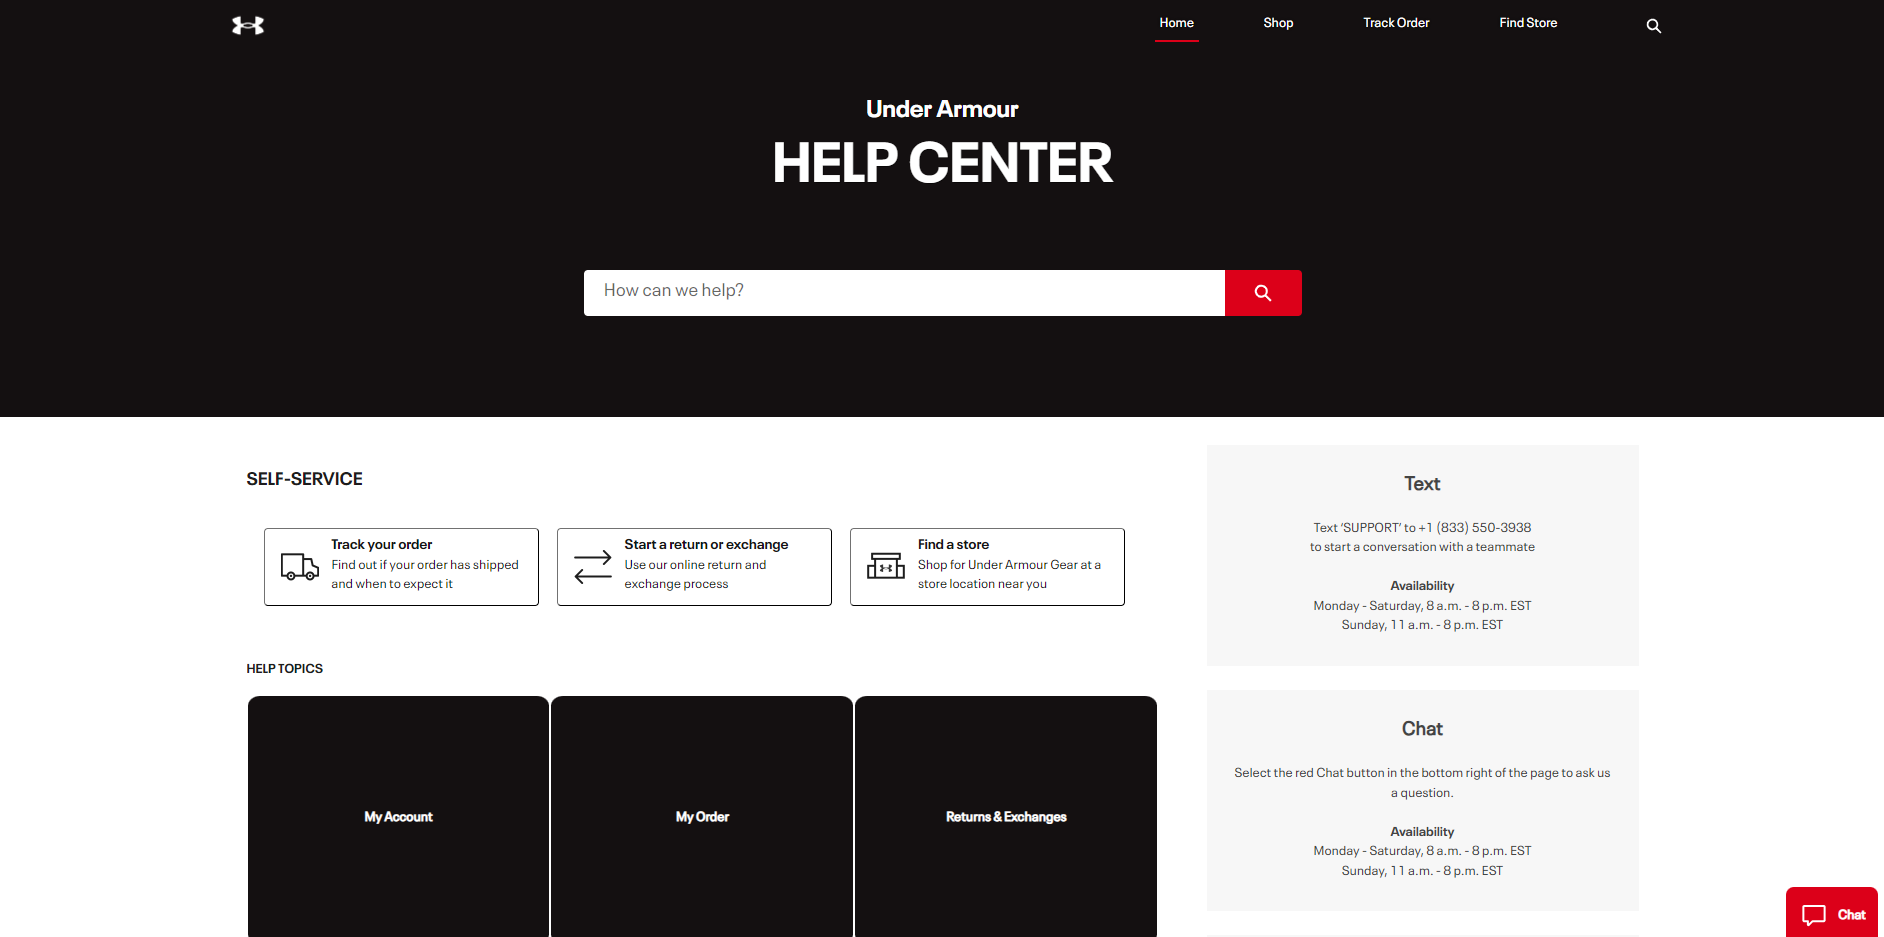 Home
Shop
Track Order
Find Store
Under Armour
HELP CENTER
How can we help?
SELF-SERVICE
Track your order
Find out if your order has shipped
and when to expect it
Start a return or exchange
Use our online return and
exchange process
Find a store
Shop for Under Armour Gear at a
store location near you
HELP TOPICS
My Account
My Order
Returns & Exchanges
Text
Text ‘SUPPORT’ to +1 (833) 550-3938
to start a conversation with a teammate
Availability
Monday - Saturday, 8 a.m. - 8 p.m. EST
Sunday, 11 a.m. - 8 p.m. EST
Chat
Select the red Chat button in the bottom right of the page to ask us
a question.
Availability
Monday - Saturday, 8 a.m. - 8 p.m. EST
Sunday, 11 a.m. - 8 p.m. EST
Chat